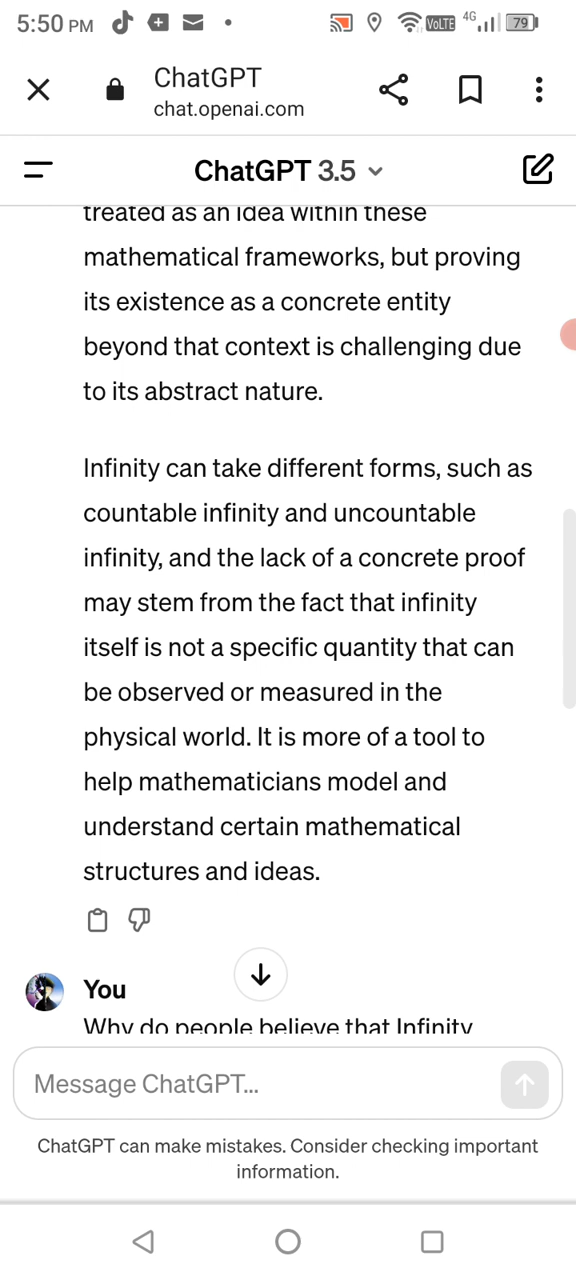 5:50 PM VoLTE 4G 79
ChatGPT
chat.openai.com
ChatGPT 3.5
treated as an idea within these
mathematical frameworks, but proving
its existence as a concrete entity
beyond that context is challenging due
to its abstract nature.
Infinity can take different forms, such as
countable infinity and uncountable
infinity, and the lack of a concrete proof
may stem from the fact that infinity
itself is not a specific quantity that can
be observed or measured in the
physical world. It is more of a tool to
help mathematicians model and
understand certain mathematical
structures and ideas.
You
Why do people believe that Infinity
Message ChatGPT...
ChatGPT can make mistakes. Consider checking important
information.